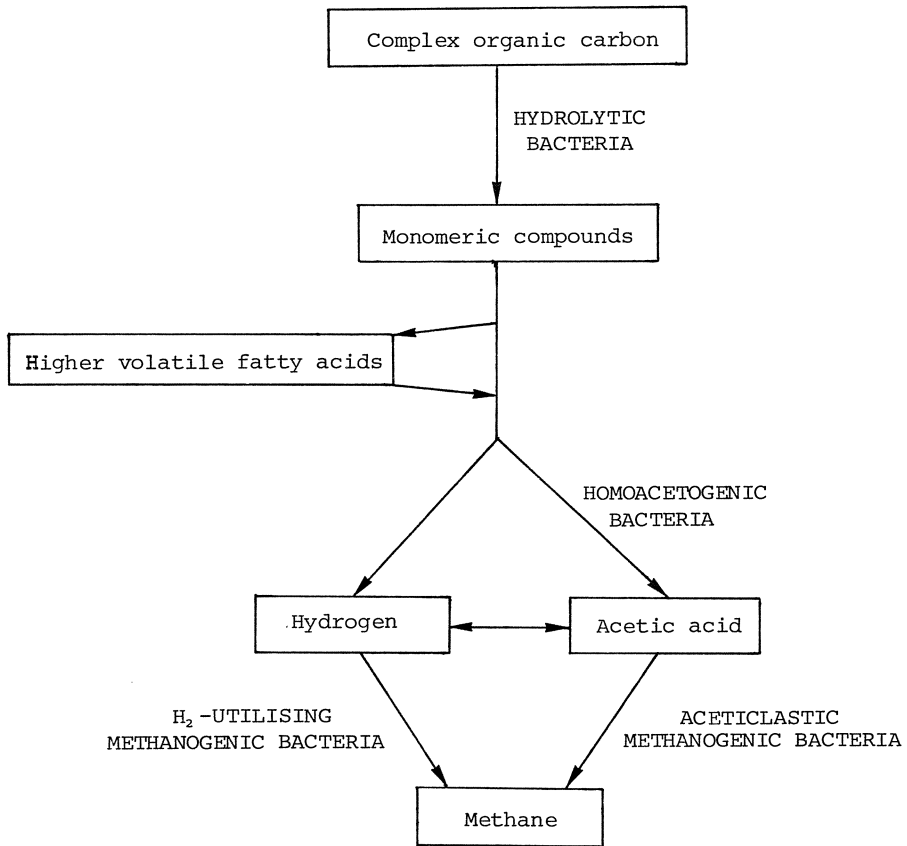 Complex organic carbon
HYDROLYTIC
BACTERIA
Monomeric compounds
Higher volatile fatty acids
HOMOACETOGENIC
BACTERIA
Hydrogen
Acetic acid
H₂-UTILISING
METHANOGENIC BACTERIA
ACETICLASTIC
METHANOGENIC BACTERIA
Methane